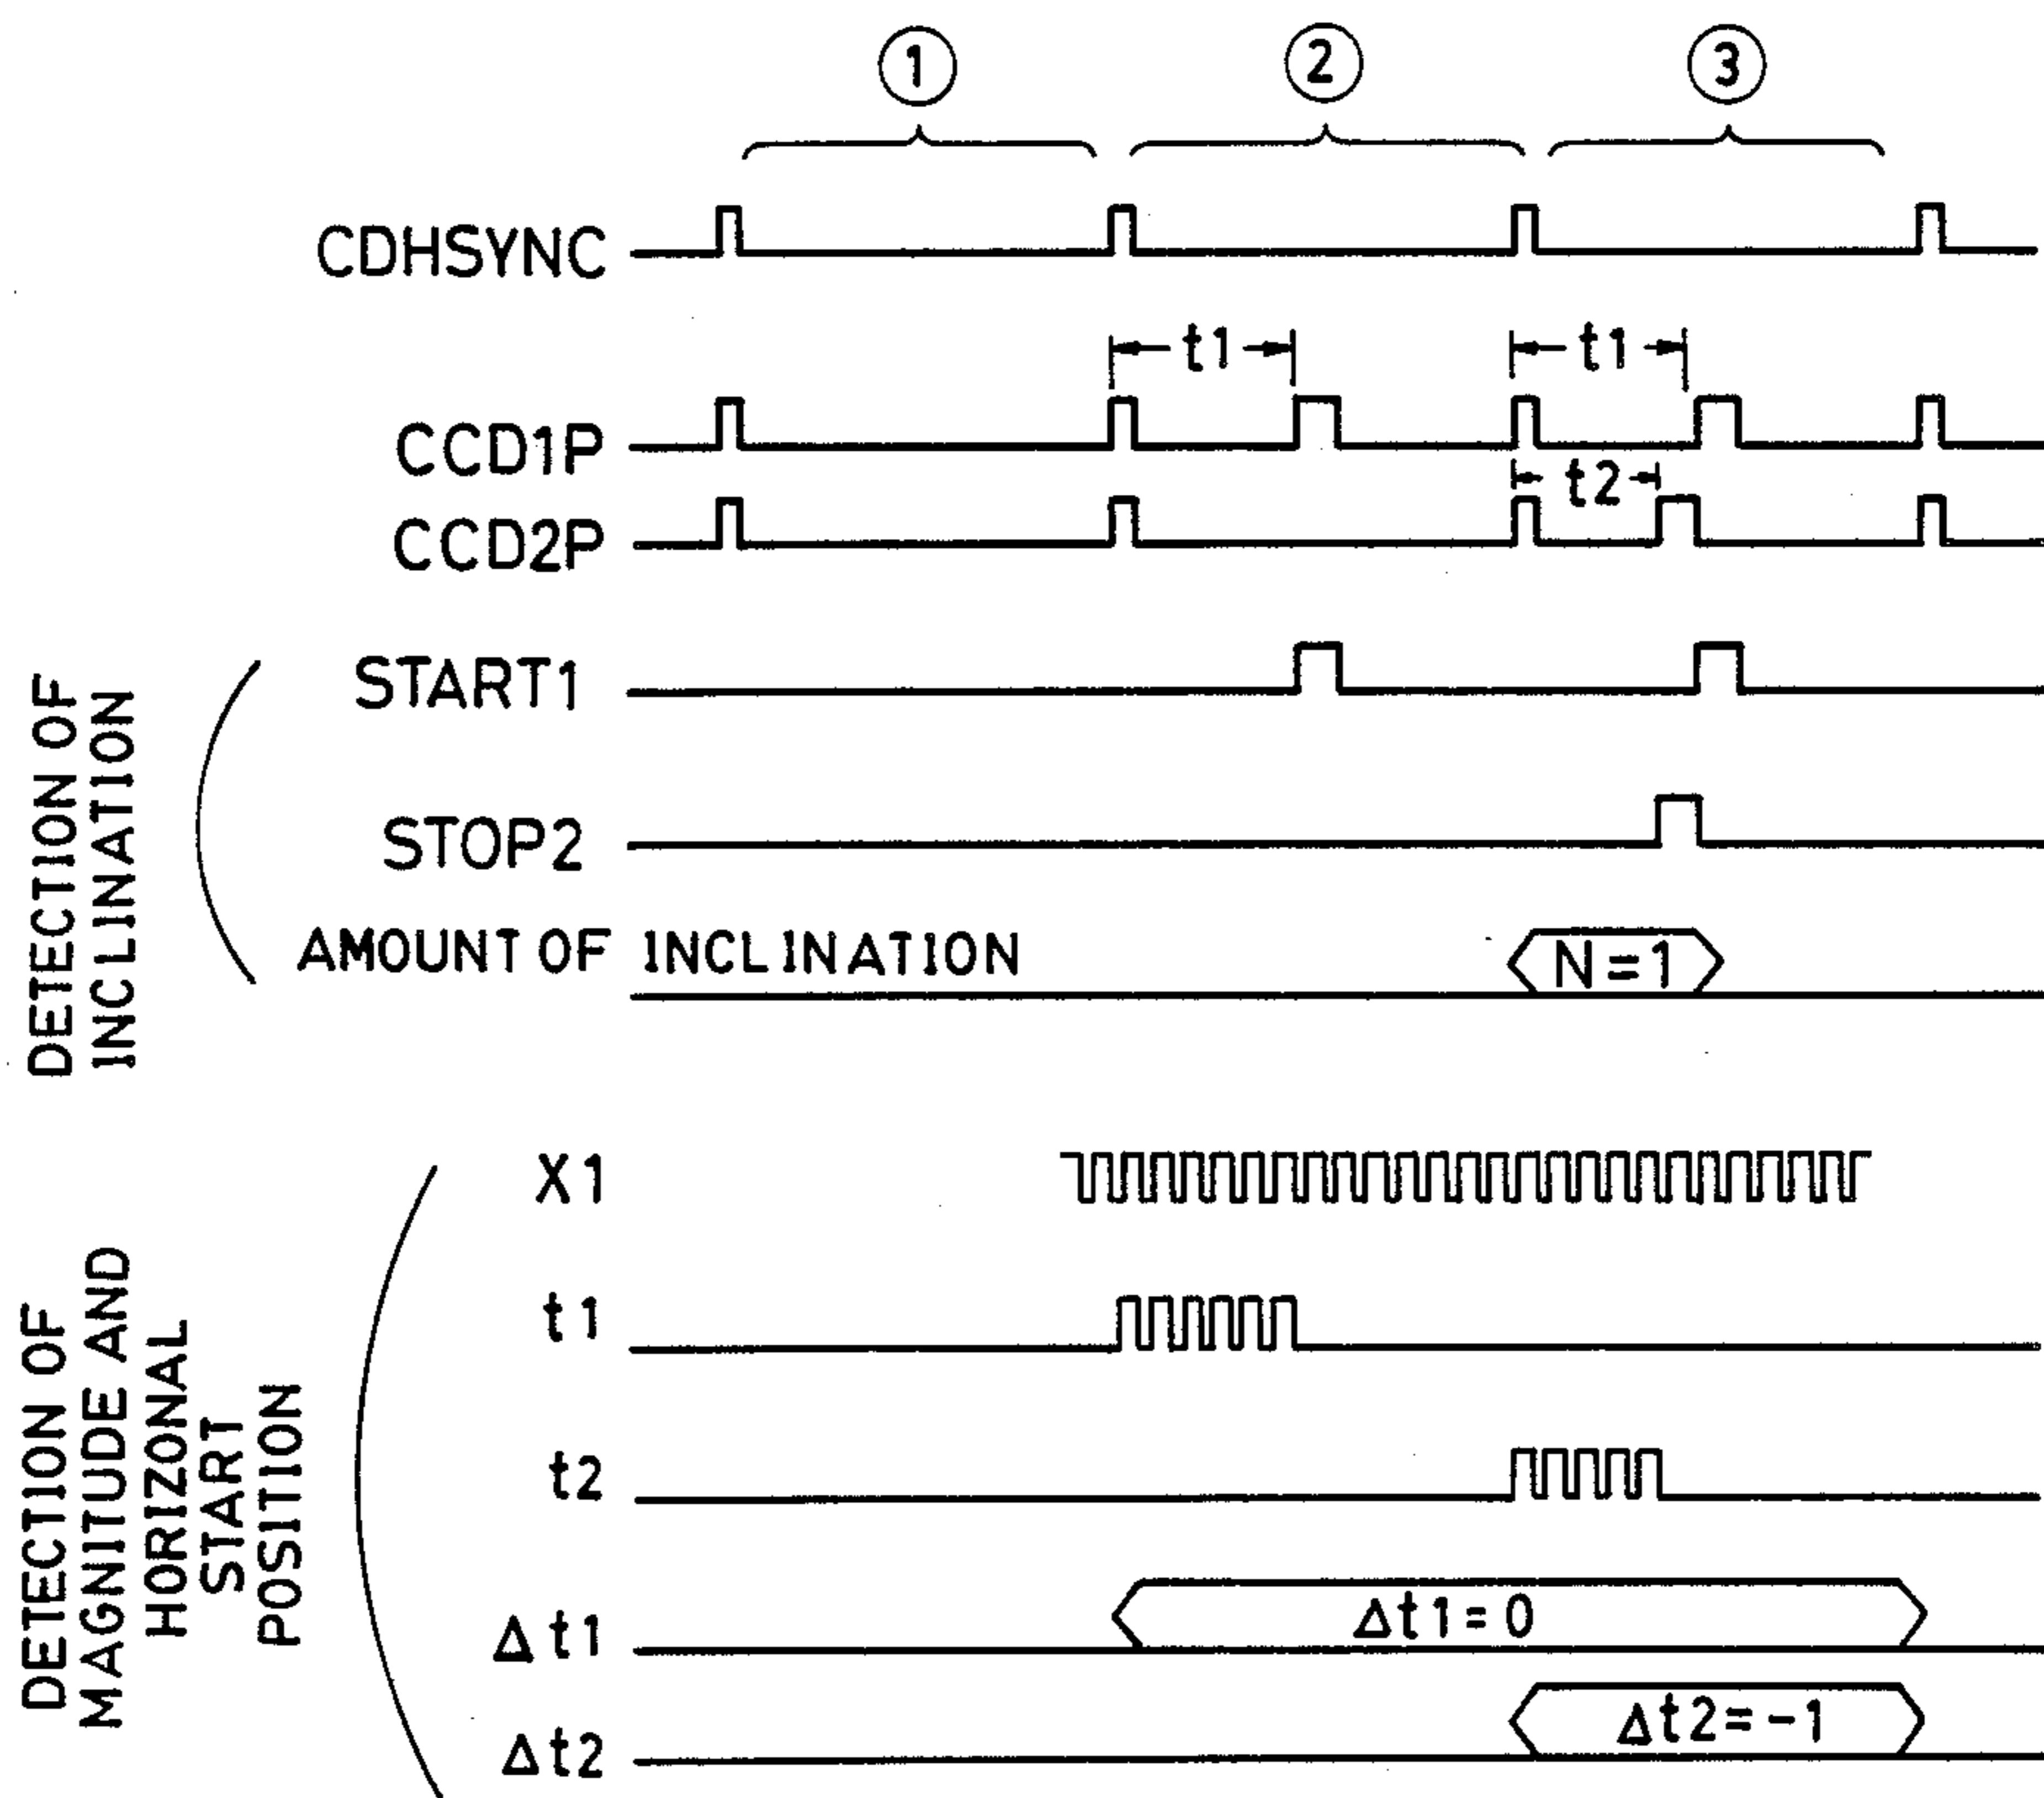 ① ② ③
CDHSYNC
t1 t1
CCD1P
t2
CCD2P
DETECTION OF
INCLINATION
START1
STOP2
AMOUNT OF INCLINATION
N=1
DETECTION OF
MAGNITUDE AND
HORIZONAL
START
POSITION
X1
t1
t2
Δt1
Δt1=0
Δt2
Δt2=-1